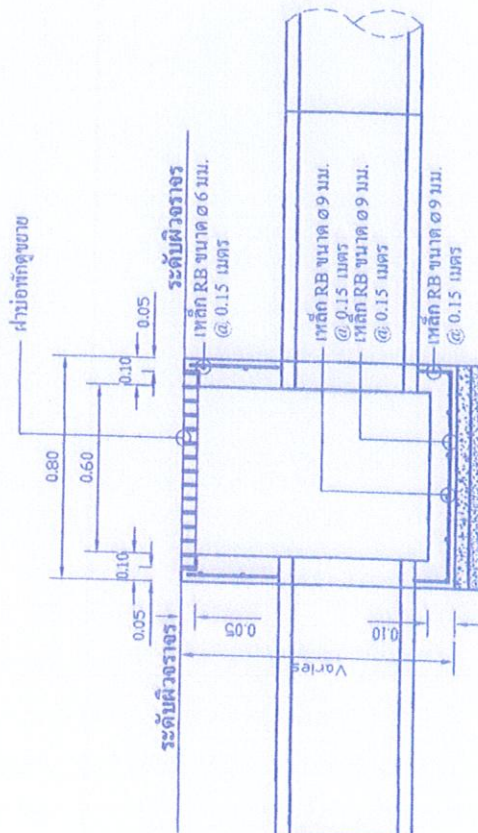 ฝาบ่อพักดูขยาย
0.80
0.60
0.05
0.10
0.10
0.05
ระดับผิวจราจร
ระดับผิวจราจร
เหล็ก RB ขนาด ø 6 มม.
@ 0.15 เมตร
0.05
Varies
0.10
เหล็ก RB ขนาด ø 9 มม.
@ 0.15 เมตร
เหล็ก RB ขนาด ø 9 มม.
@ 0.15 เมตร
เหล็ก RB ขนาด ø 9 มม.
@ 0.15 เมตร